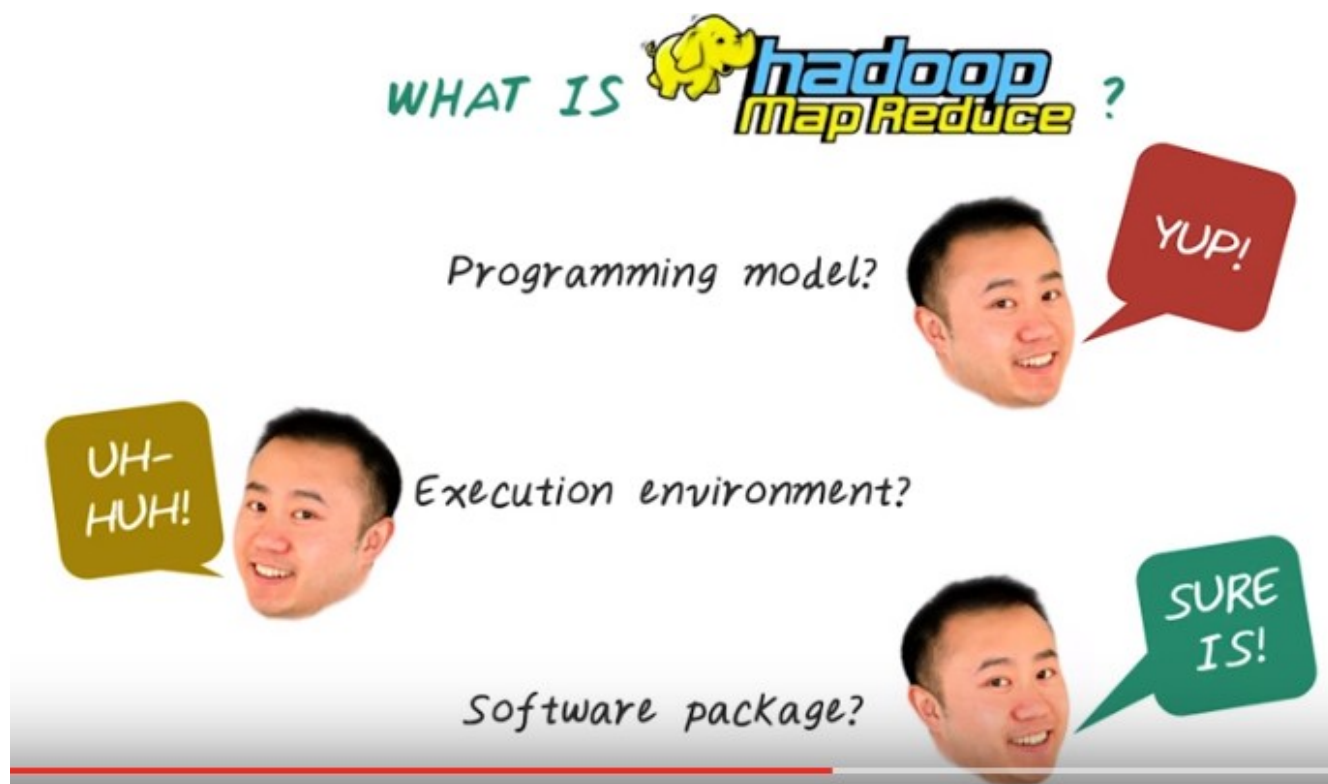 WHAT IS hadoop Map Reduce ?
Programming model?
YUP!
UH-
HUH!
Execution environment?
SURE
IS!
Software package?